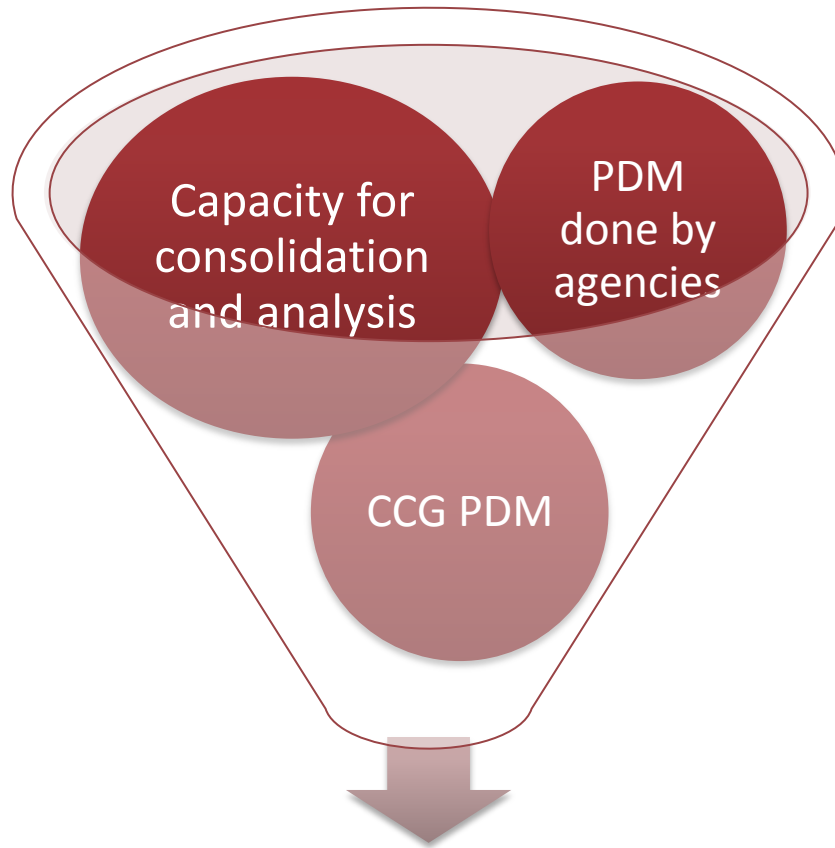 Capacity for
consolidation
and analysis
PDM
done by
agencies
CCG PDM